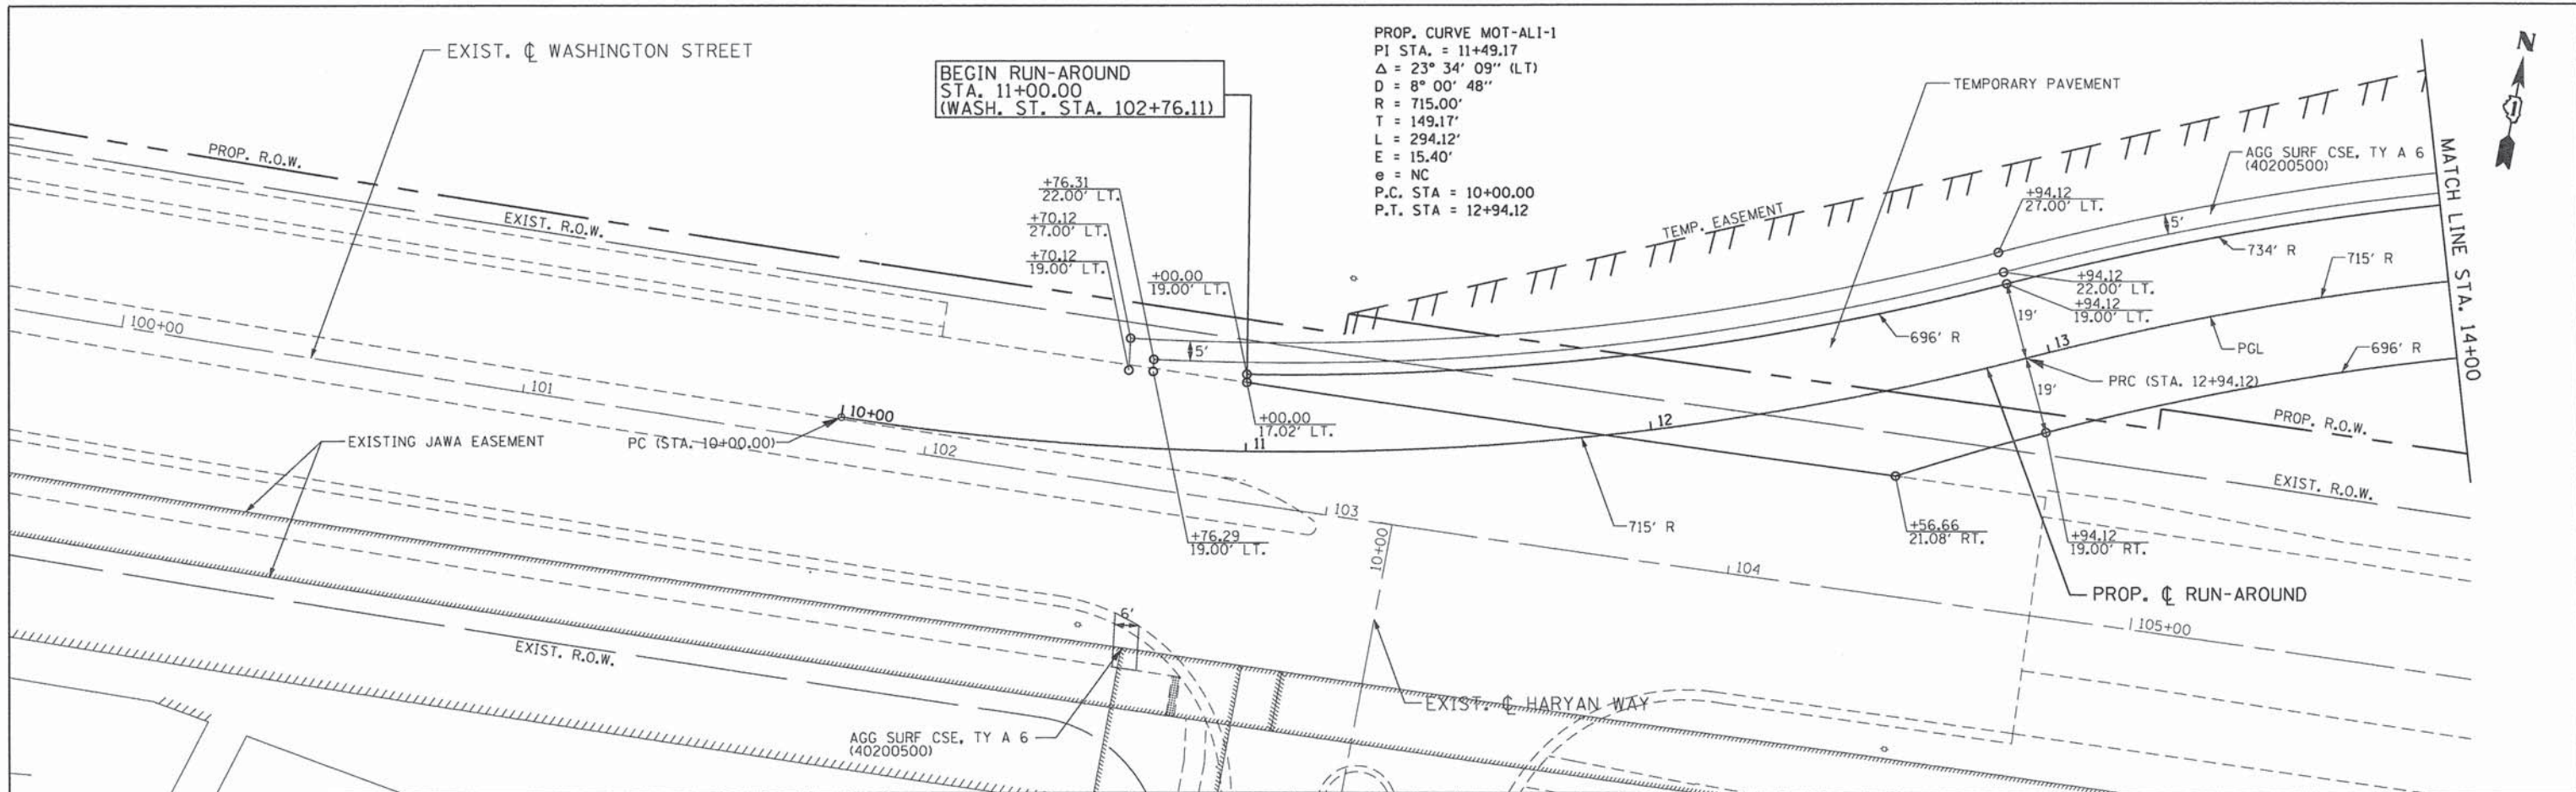 EXIST. ℄ WASHINGTON STREET
BEGIN RUN-AROUND
STA. 11+00.00
(WASH. ST. STA. 102+76.11)
PROP. CURVE MOT-ALI-1
PI STA. = 11+49.17
Δ = 23° 34' 09" (LT)
D = 8° 00' 48"
R = 715.00'
T = 149.17'
L = 294.12'
E = 15.40'
e = NC
P.C. STA = 10+00.00
P.T. STA = 12+94.12
TEMPORARY PAVEMENT
N
1
AGG SURF CSE, TY A 6
(40200500)
MATCH LINE STA. 14+00
PROP. R.O.W.
EXIST. R.O.W.
+76.31
22.00' LT.
+70.12
27.00' LT.
+70.12
19.00' LT.
+00.00
19.00' LT.
TEMP. EASEMENT
+94.12
27.00' LT.
5'
734' R
715' R
+94.12
22.00' LT.
+94.12
19.00' LT.
19'
5'
696' R
13
PGL
696' R
PRC (STA. 12+94.12)
19'
100+00
101
10+00
PC (STA. 10+00.00)
102
11
12
+00.00
17.02' LT.
PROP. R.O.W.
EXISTING JAWA EASEMENT
EXIST. R.O.W.
103
715' R
+76.29
19.00' LT.
+56.66
21.08' RT.
+94.12
19.00' RT.
10+00
104
PROP. ℄ RUN-AROUND
105+00
6'
EXIST. R.O.W.
EXIST. ℄ HARYAN WAY
AGG SURF CSE, TY A 6
(40200500)